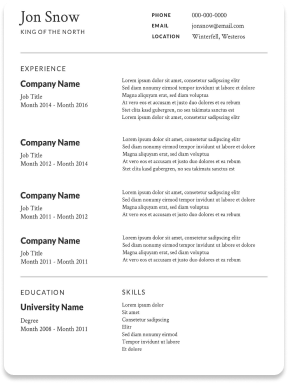 Jon Snow
KING OF THE NORTH
PHONE 000-000-0000
EMAIL jonsnow@email.com
LOCATION Winterfell, Westeros
EXPERIENCE
Company Name
Job Title
Month 2014 - Month 2016
Lorem ipsum dolor sit amet, consetetur sadipscing elitr
Sed diam nonumy eirmod tempor invidunt ut labore et dolore
Magna aliquyam erat, sed diam voluptua
At vero eos et accusam et justo duo dolores et ea rebum
Stet clita kasd gubergren, no sea takimata sanctus est
Lorem ipsum dolor sit amet, consetetur sadipscing elitr
Company Name
Job Title
Month 2012 - Month 2014
Lorem ipsum dolor sit amet, consetetur sadipscing elitr
Sed diam nonumy eirmod tempor invidunt ut labore et dolore
Magna aliquyam erat, sed diam voluptua
At vero eos et accusam et justo duo dolores et ea rebum
Stet clita kasd gubergren, no sea takimata sanctus est
Company Name
Job Title
Month 2011 - Month 2012
Lorem ipsum dolor sit amet, consetetur sadipscing elitr
Sed diam nonumy eirmod tempor invidunt ut labore et dolore
Magna aliquyam erat, sed diam voluptua
At vero eos et accusam et justo duo dolores et ea rebum
Company Name
Job Title
Month 2011 - Month 2011
Lorem ipsum dolor sit amet, consetetur sadipscing elitr
Sed diam nonumy eirmod tempor invidunt ut labore et dolore
Magna aliquyam erat, sed diam voluptua
At vero eos et accusam et justo duo dolores et ea rebum
EDUCATION
University Name
Degree
Month 2008 - Month 2011
SKILLS
Lorem ipsum dolor
Sit amet
Consetetur sadipscing
Elitr
Sed diam nonumy eirmod
Tempor invidunt ut labore
Et dolore